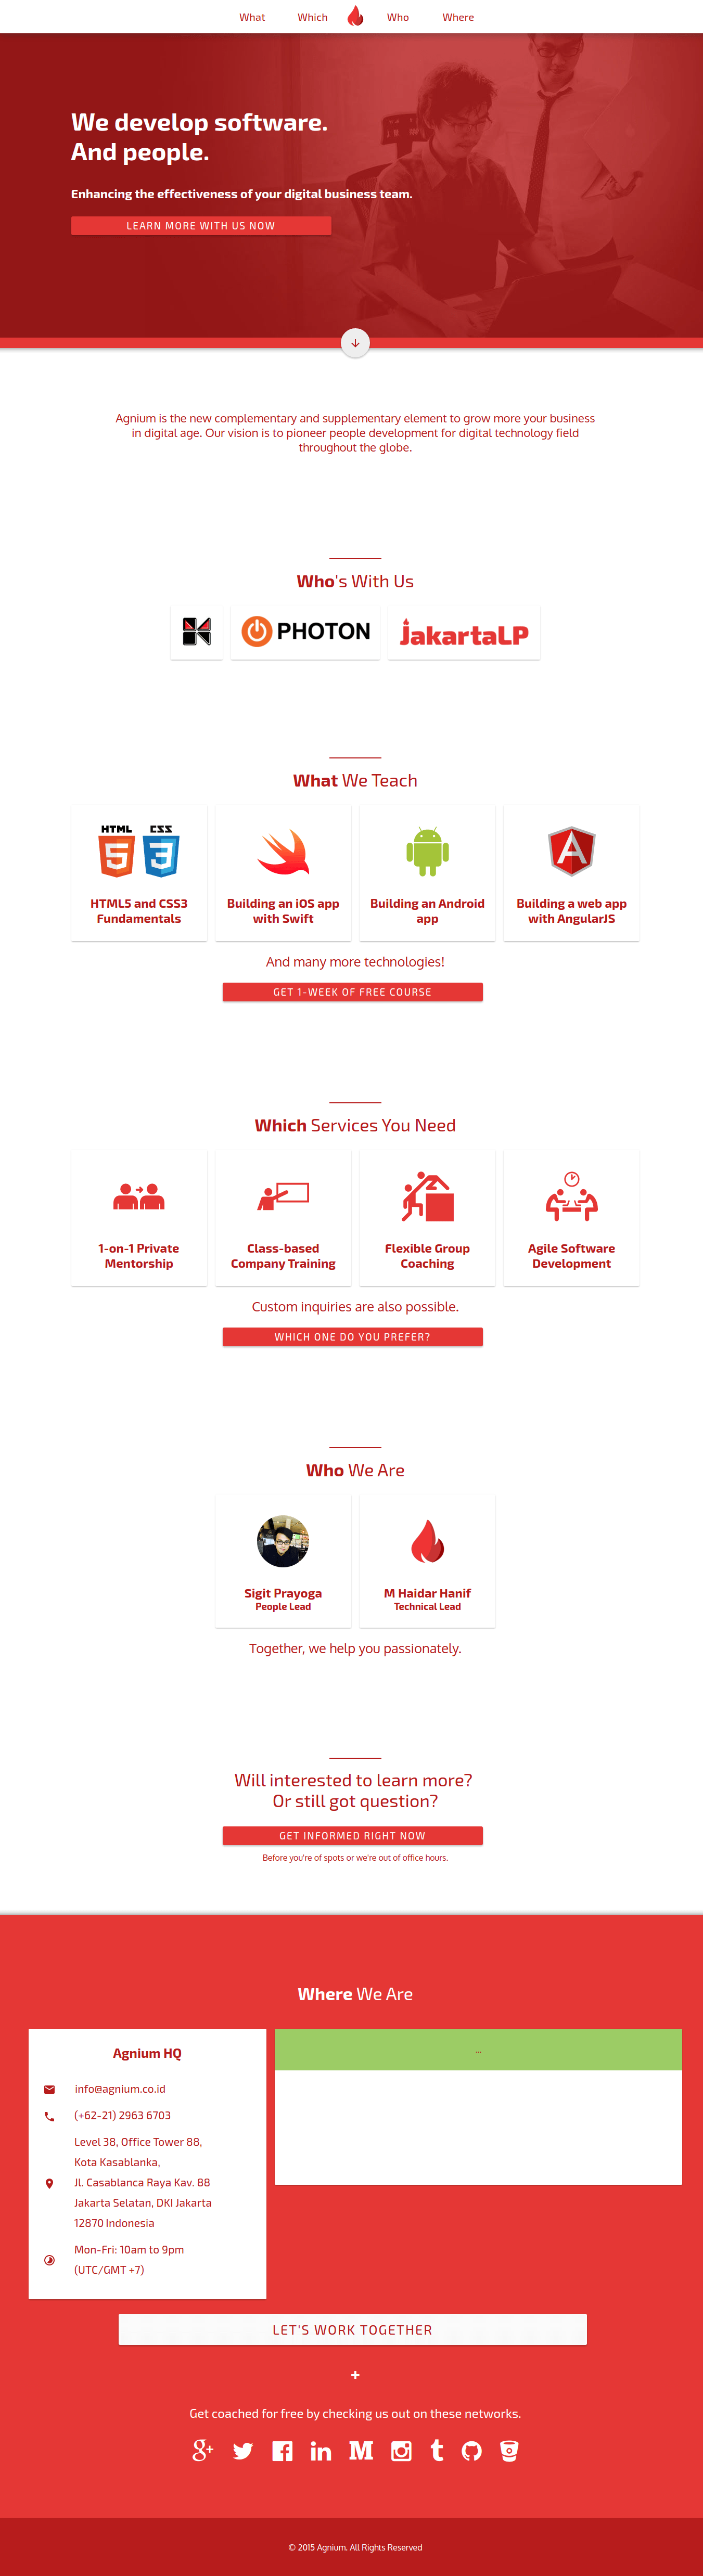 What Which Who Where
We develop software.
And people.
Enhancing the effectiveness of your digital business team.
LEARN MORE WITH US NOW
Agnium is the new complementary and supplementary element to grow more your business
in digital age. Our vision is to pioneer people development for digital technology field
throughout the globe.
Who's With Us
PHOTON
jakartaLP
What We Teach
HTML CSS
5 3
HTML5 and CSS3
Fundamentals
Building an iOS app
with Swift
Building an Android
app
A
Building a web app
with AngularJS
And many more technologies!
GET 1-WEEK OF FREE COURSE
Which Services You Need
1-on-1 Private
Mentorship
Class-based
Company Training
Flexible Group
Coaching
Agile Software
Development
Custom inquiries are also possible.
WHICH ONE DO YOU PREFER?
Who We Are
Sigit Prayoga
People Lead
M Haidar Hanif
Technical Lead
Together, we help you passionately.
Will interested to learn more?
Or still got question?
GET INFORMED RIGHT NOW
Before you're of spots or we're out of office hours.
Where We Are
Agnium HQ
info@agnium.co.id
(+62-21) 2963 6703
Level 38, Office Tower 88,
Kota Kasablanka,
Jl. Casablanca Raya Kav. 88
Jakarta Selatan, DKI Jakarta
12870 Indonesia
Mon-Fri: 10am to 9pm
(UTC/GMT +7)
...
LET'S WORK TOGETHER
+
Get coached for free by checking us out on these networks.
© 2015 Agnium. All Rights Reserved